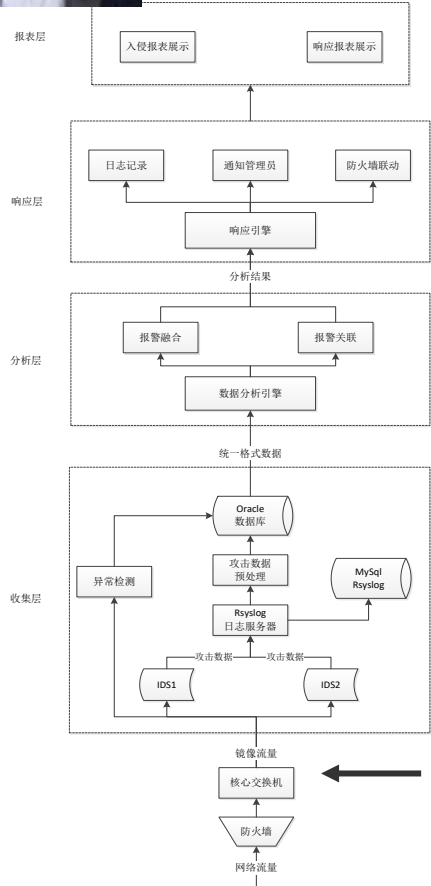 报表层
入侵报表展示
响应报表展示
响应层
日志记录
通知管理员
防火墙联动
响应引擎
分析结果
分析层
报警融合
报警关联
数据分析引擎
统一格式数据
收集层
Oracle
数据库
异常检测
攻击数据
预处理
MySql
Rsyslog
Rsyslog
日志服务器
攻击数据
攻击数据
IDS1
IDS2
镜像流量
核心交换机
防火墙
网络流量